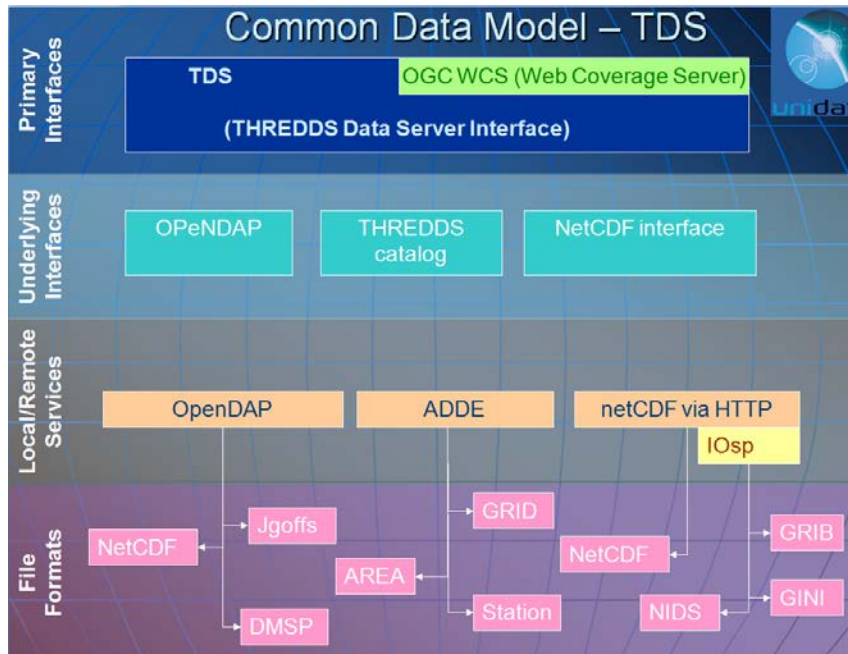 Common Data Model – TDS
Primary
Interfaces
TDS
OGC WCS (Web Coverage Server)
(THREDDS Data Server Interface)
Underlying
Interfaces
OPeNDAP
THREDDS
catalog
NetCDF interface
Local/Remote
Services
OpenDAP
ADDE
netCDF via HTTP
IOsp
File
Formats
NetCDF
Jgoffs
DMSP
GRID
AREA
Station
NetCDF
GRIB
NIDS
GINI
unidat